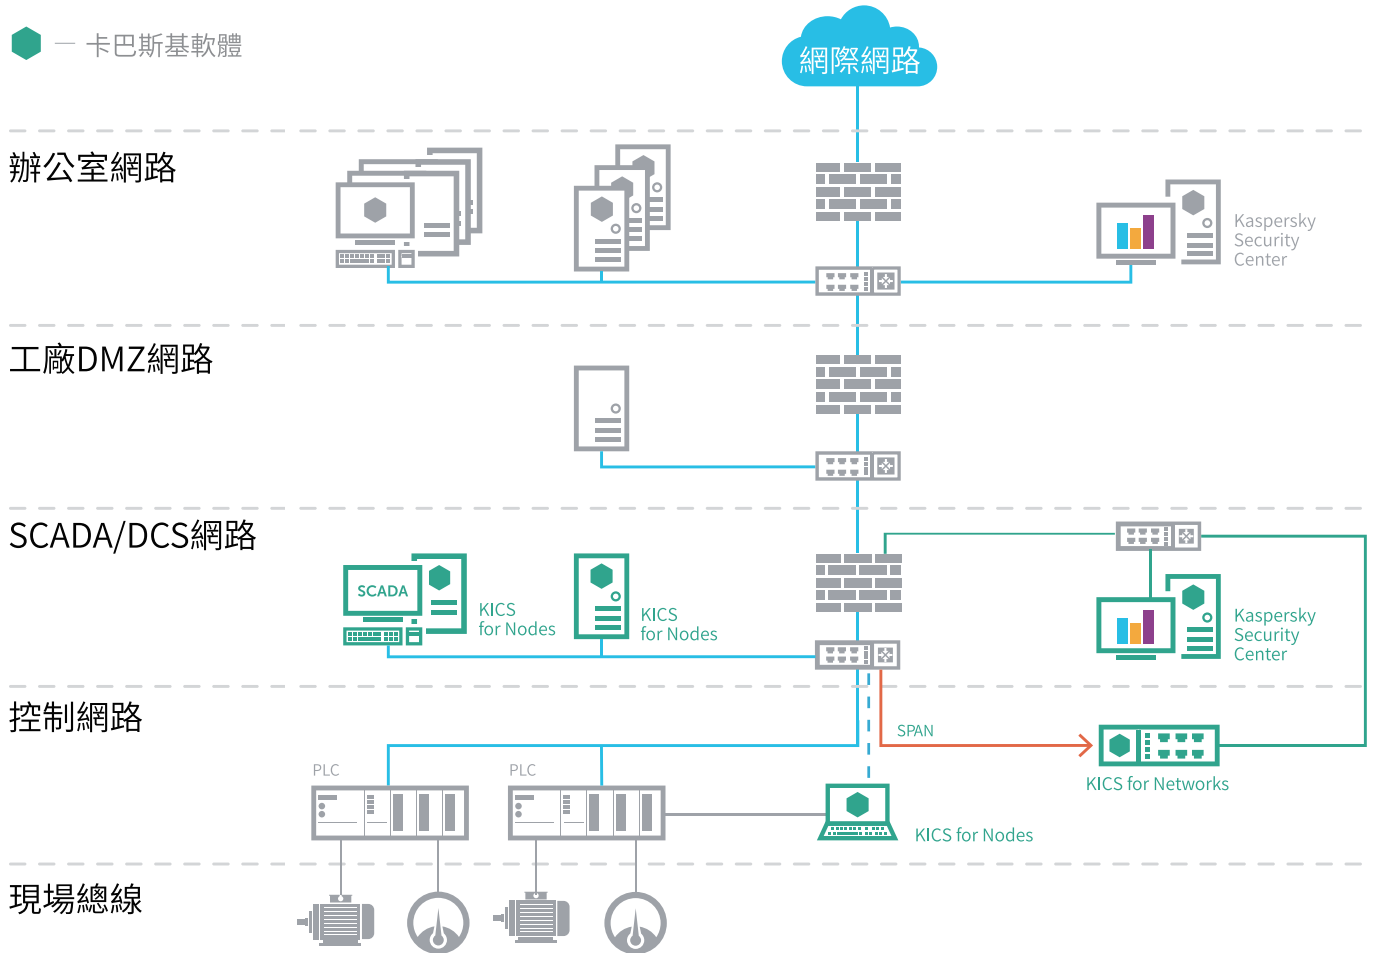 卡巴斯基軟體
網際網路
辦公室網路
Kaspersky
Security
Center
工廠DMZ網路
SCADA/DCS網路
SCADA
KICS
for Nodes
KICS
for Nodes
Kaspersky
Security
Center
控制網路
SPAN
PLC
PLC
KICS for Networks
KICS for Nodes
現場總線